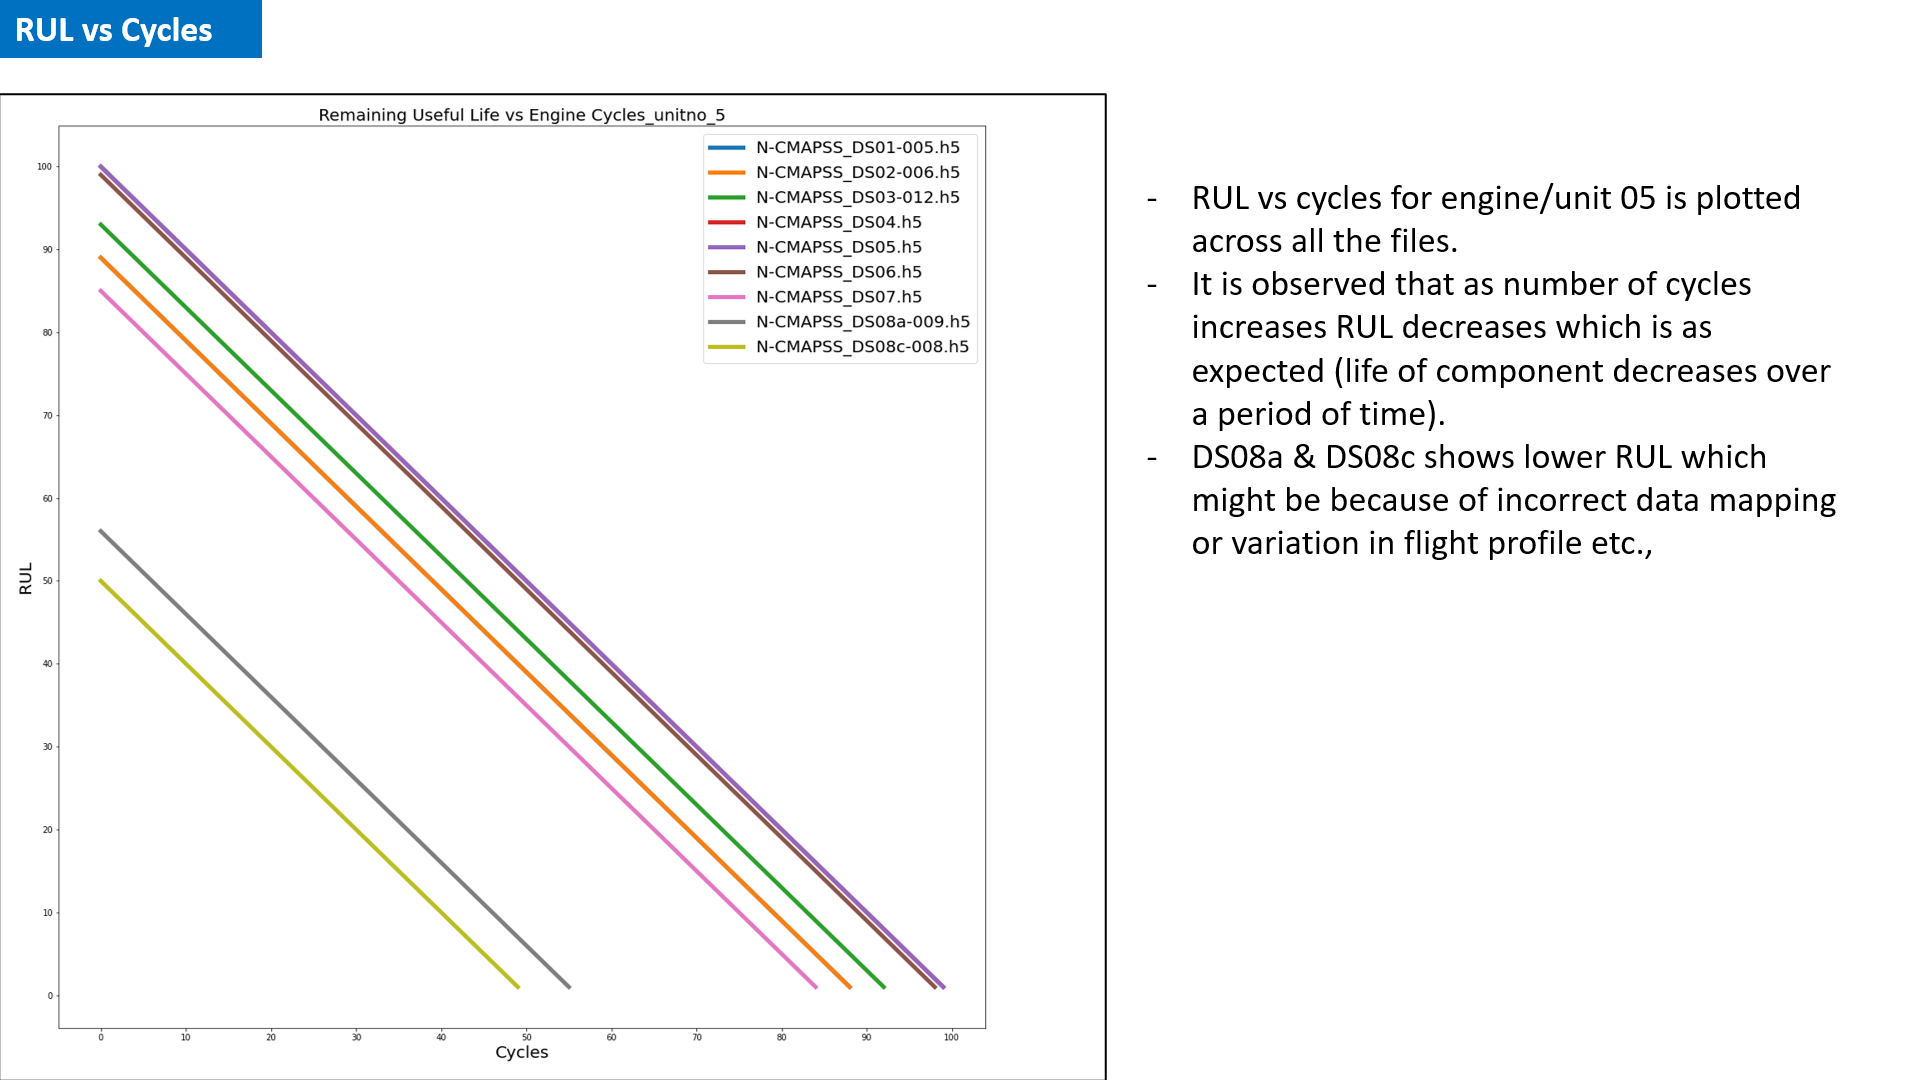 RUL vs Cycles
Remaining Useful Life vs Engine Cycles_unitno_5
N-CMAPSS_DS01-005.h5
N-CMAPSS_DS02-006.h5
N-CMAPSS_DS03-012.h5
N-CMAPSS_DS04.h5
N-CMAPSS_DS05.h5
N-CMAPSS_DS06.h5
N-CMAPSS_DS07.h5
N-CMAPSS_DS08a-009.h5
N-CMAPSS_DS08c-008.h5
100
90
80
70
60
50
40
30
20
10
0
RUL
0 10 20 30 40 50 60 70 80 90 100
Cycles
- RUL vs cycles for engine/unit 05 is plotted
across all the files.
- It is observed that as number of cycles
increases RUL decreases which is as
expected (life of component decreases over
a period of time).
- DS08a & DS08c shows lower RUL which
might be because of incorrect data mapping
or variation in flight profile etc.,